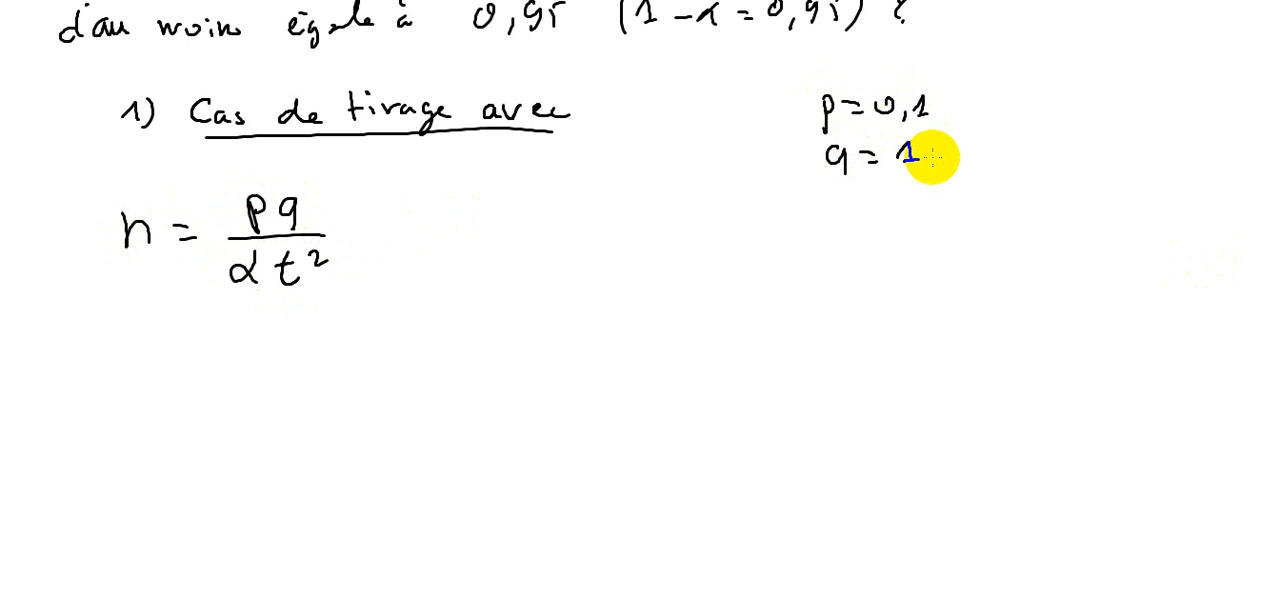 d'au moins égale à 0,95 (1-α=0,95) ?
1) Cas de tirage avec
p=0,1
q= 1
n = pq / αt²